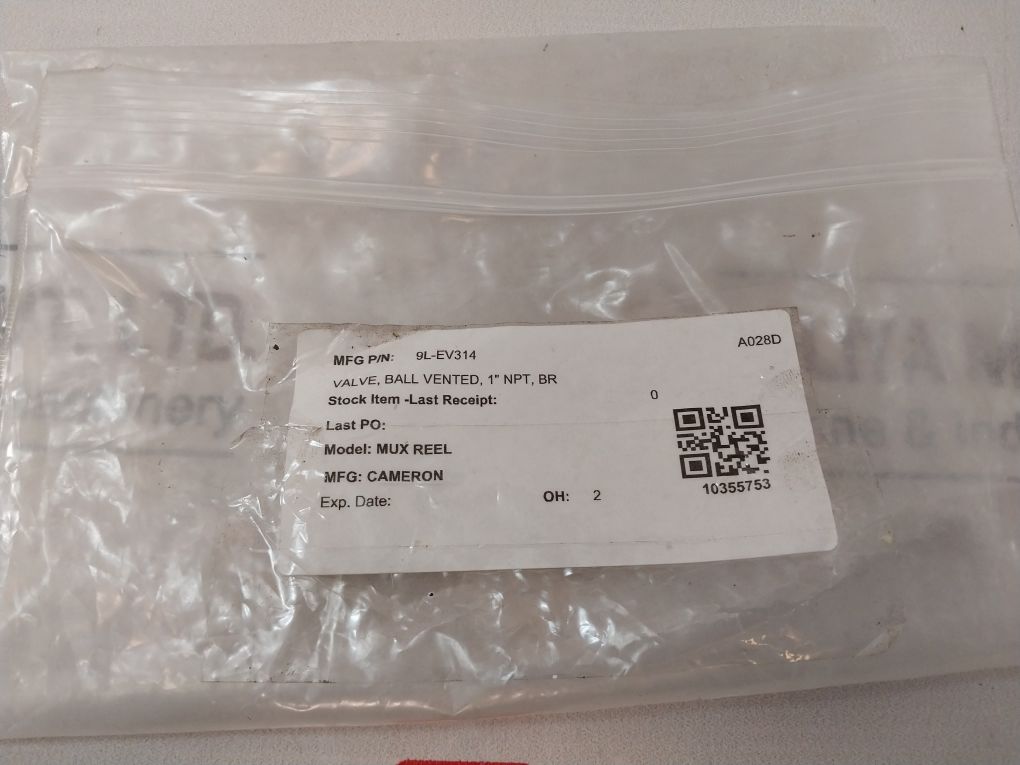 MFG P/N: 9L-EV314
A028D
VALVE, BALL VENTED, 1" NPT, BR
Stock Item -Last Receipt: 0
Last PO:
Model: MUX REEL
MFG: CAMERON
Exp. Date:
OH: 2
10355753